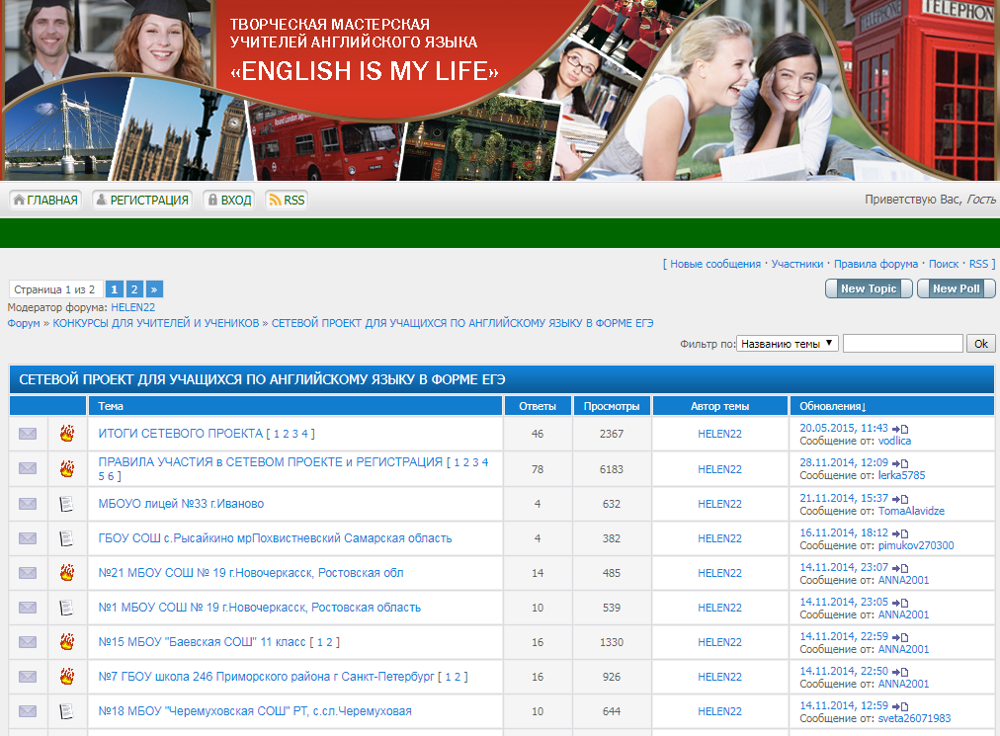 ТВОРЧЕСКАЯ МАСТЕРСКАЯ
УЧИТЕЛЕЙ АНГЛИЙСКОГО ЯЗЫКА
«ENGLISH IS MY LIFE»
TELEPHONE
TELEPHON
ГЛАВНАЯ РЕГИСТРАЦИЯ ВХОД RSS Приветствую Вас, Гость
[ Новые сообщения · Участники · Правила форума · Поиск · RSS ]
Страница 1 из 2 1 2 » New Topic New Poll
Модератор форума: HELEN22
Форум » КОНКУРСЫ ДЛЯ УЧИТЕЛЕЙ И УЧЕНИКОВ » СЕТЕВОЙ ПРОЕКТ ДЛЯ УЧАЩИХСЯ ПО АНГЛИЙСКОМУ ЯЗЫКУ В ФОРМЕ ЕГЭ
Фильтр по: Названию темы Ok
СЕТЕВОЙ ПРОЕКТ ДЛЯ УЧАЩИХСЯ ПО АНГЛИЙСКОМУ ЯЗЫКУ В ФОРМЕ ЕГЭ
Тема Ответы Просмотры Автор темы Обновления↓
ИТОГИ СЕТЕВОГО ПРОЕКТА [ 1 2 3 4 ] 46 2367 HELEN22 20.05.2015, 11:43
Сообщение от: vodlica
ПРАВИЛА УЧАСТИЯ в СЕТЕВОМ ПРОЕКТЕ и РЕГИСТРАЦИЯ [ 1 2 3 4
5 6 ] 78 6183 HELEN22 28.11.2014, 12:09
Сообщение от: lerka5785
МБОУО лицей №33 г.Иваново 4 632 HELEN22 21.11.2014, 15:37
Сообщение от: TomaAlavidze
ГБОУ СОШ с.Рысайкино мрПохвистневский Самарская область 4 382 HELEN22 16.11.2014, 18:12
Сообщение от: pimukov270300
№21 МБОУ СОШ № 19 г.Новочеркасск, Ростовская обл 14 485 HELEN22 14.11.2014, 23:07
Сообщение от: ANNA2001
№1 МБОУ СОШ № 19 г.Новочеркасск, Ростовская область 10 539 HELEN22 14.11.2014, 23:05
Сообщение от: ANNA2001
№15 МБОУ "Баевская СОШ" 11 класс [ 1 2 ] 16 1330 HELEN22 14.11.2014, 22:59
Сообщение от: ANNA2001
№7 ГБОУ школа 246 Приморского района г Санкт-Петербург [ 1 2 ] 16 926 HELEN22 14.11.2014, 22:50
Сообщение от: ANNA2001
№18 МБОУ "Черемуховская СОШ" РТ, с.сл.Черемуховая 10 644 HELEN22 14.11.2014, 12:59
Сообщение от: sveta26071983